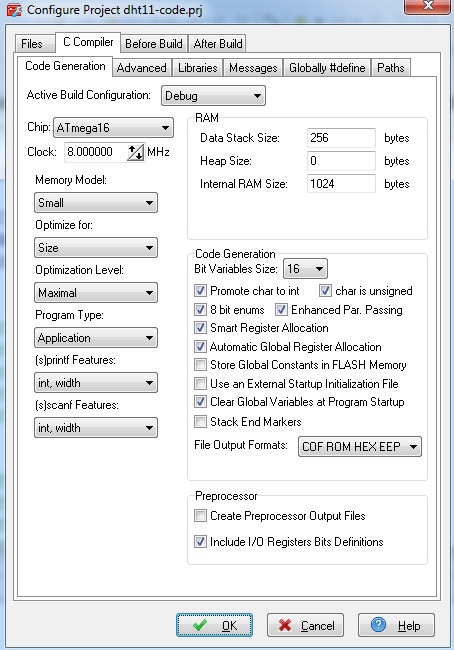 Configure Project dht11-code.prj
Files
C Compiler
Before Build
After Build
Code Generation
Advanced
Libraries
Messages
Globally #define
Paths
Active Build Configuration:
Debug
Chip:
ATmega16
Clock:
8.000000
MHz
Memory Model:
Small
Optimize for:
Size
Optimization Level:
Maximal
Program Type:
Application
(s)printf Features:
int, width
(s)scanf Features:
int, width
RAM
Data Stack Size:
256
bytes
Heap Size:
0
bytes
Internal RAM Size:
1024
bytes
Code Generation
Bit Variables Size:
16
Promote char to int
char is unsigned
8 bit enums
Enhanced Par. Passing
Smart Register Allocation
Automatic Global Register Allocation
Store Global Constants in FLASH Memory
Use an External Startup Initialization File
Clear Global Variables at Program Startup
Stack End Markers
File Output Formats:
COF ROM HEX EEP
Preprocessor
Create Preprocessor Output Files
Include I/O Registers Bits Definitions
OK
Cancel
Help